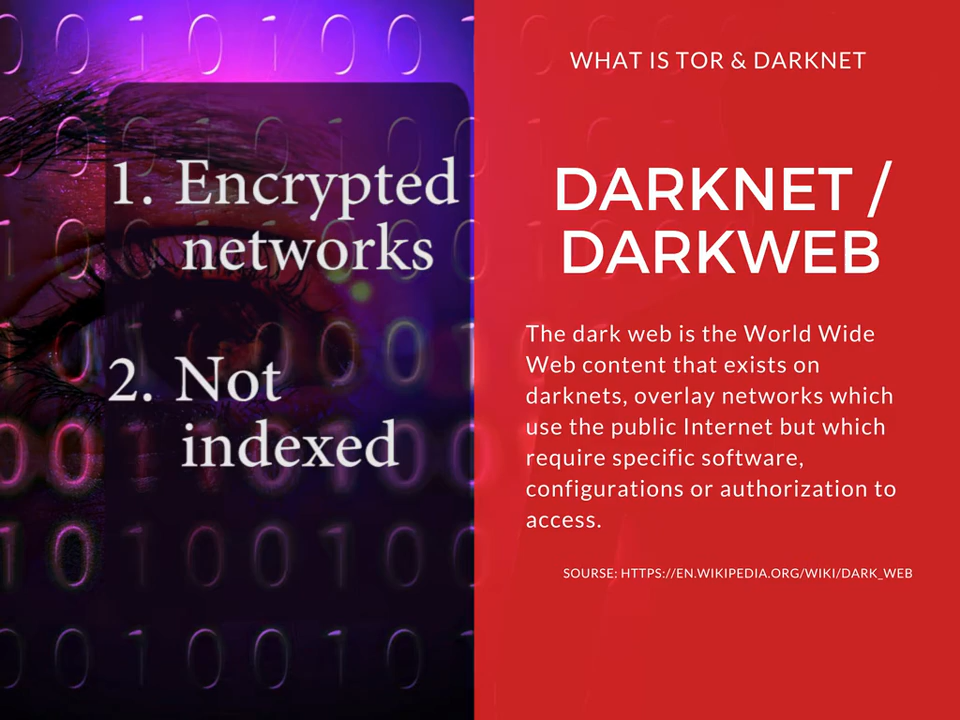 1. Encrypted
networks
2. Not
indexed
WHAT IS TOR & DARKNET
DARKNET /
DARKWEB
The dark web is the World Wide
Web content that exists on
darknets, overlay networks which
use the public Internet but which
require specific software,
configurations or authorization to
access.
SOURSE: HTTPS://EN.WIKIPEDIA.ORG/WIKI/DARK_WEB